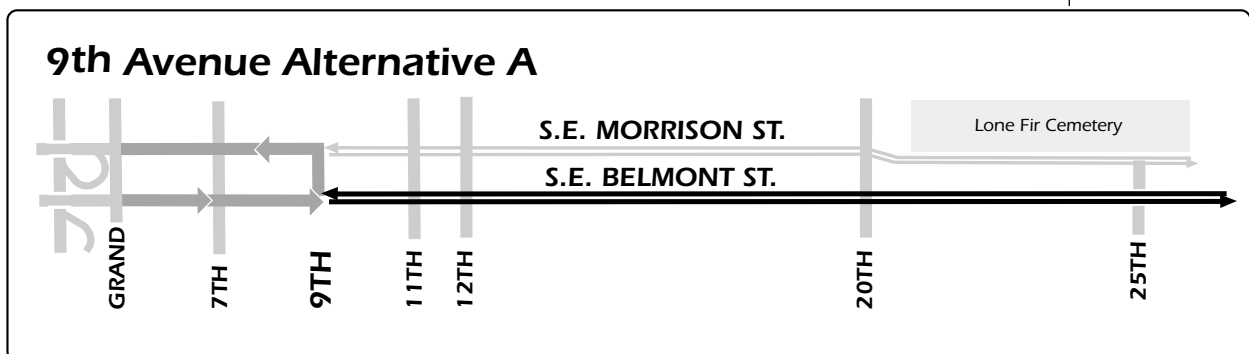 9th Avenue Alternative A
S.E. MORRISON ST.
Lone Fir Cemetery
S.E. BELMONT ST.
GRAND
7TH
9TH
11TH
12TH
20TH
25TH